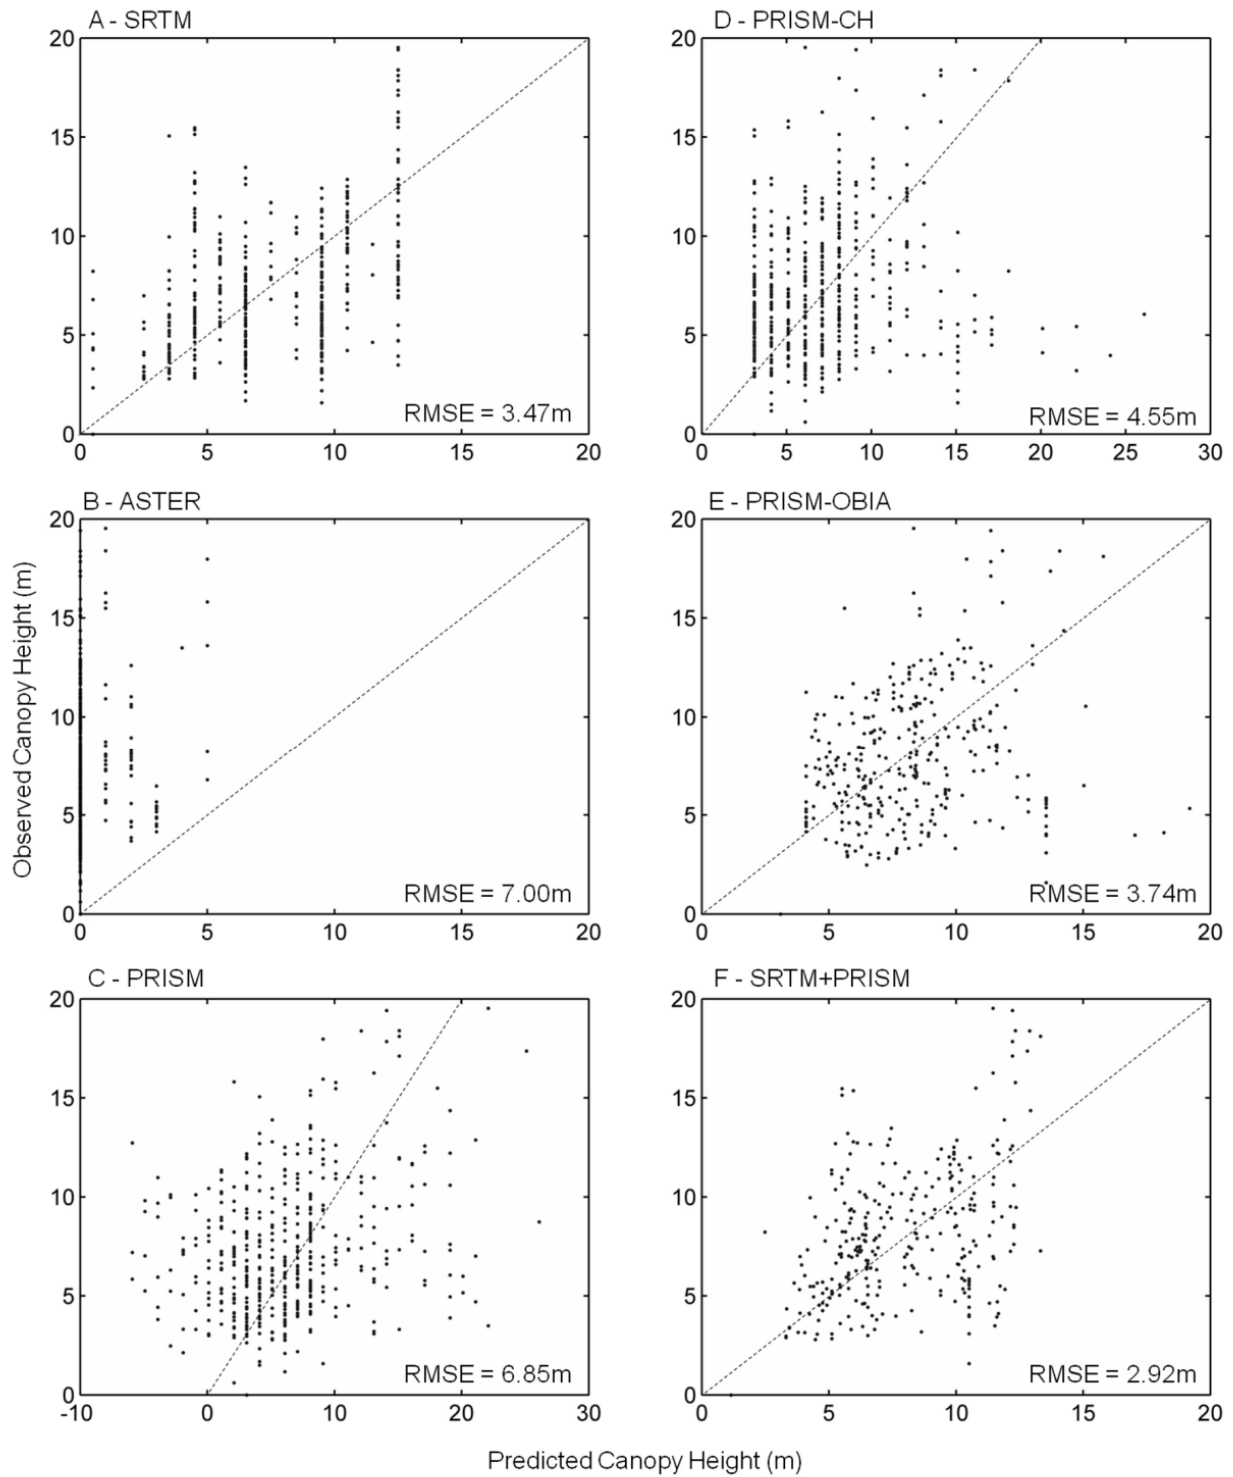 A - SRTM
20
15
10
5
0
0 5 10 15 20
RMSE = 3.47m
D - PRISM-CH
20
15
10
5
0
0 5 10 15 20 25 30
RMSE = 4.55m
B - ASTER
20
15
10
5
0
0 5 10 15 20
RMSE = 7.00m
E - PRISM-OBIA
20
15
10
5
0
0 5 10 15 20
RMSE = 3.74m
C - PRISM
20
15
10
5
0
-10 0 10 20 30
RMSE = 6.85m
F - SRTM+PRISM
20
15
10
5
0
0 5 10 15 20
RMSE = 2.92m
Observed Canopy Height (m)
Predicted Canopy Height (m)